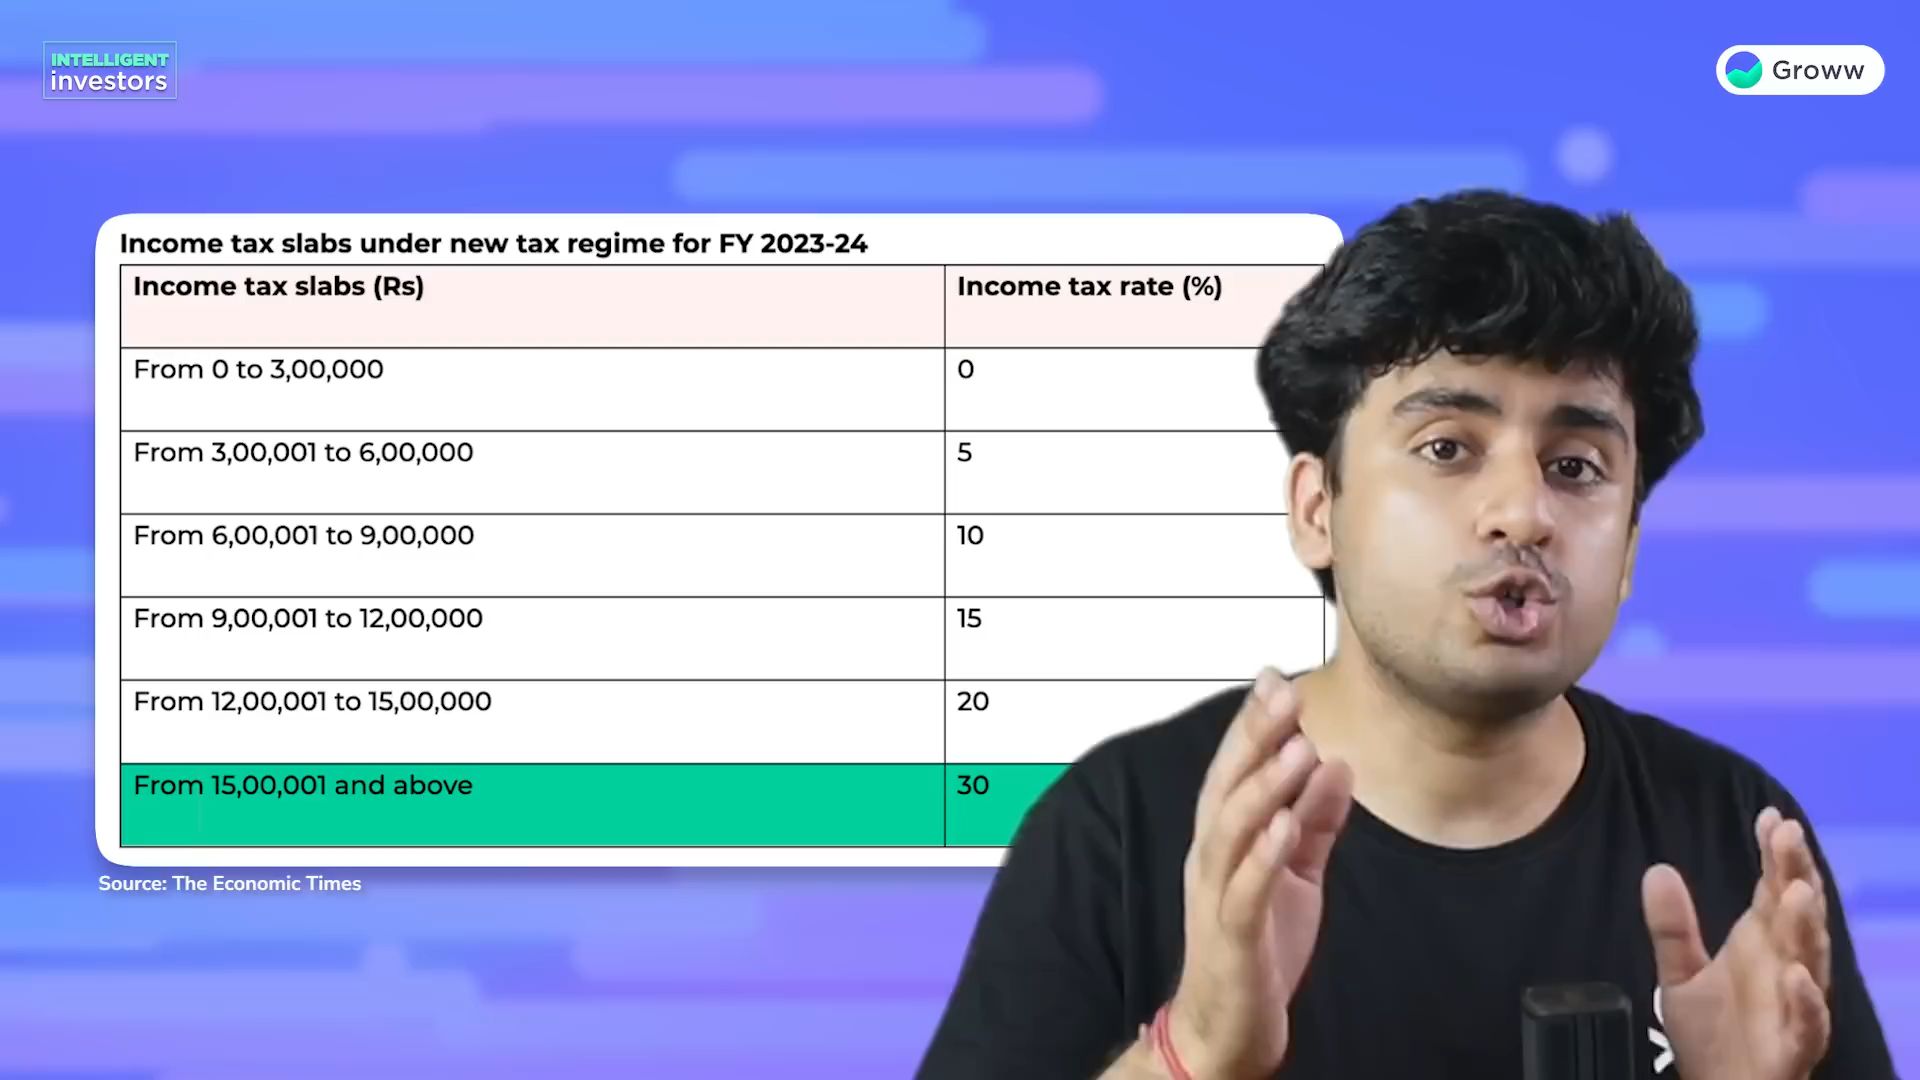 INTELLIGENT
investors
Groww
Income tax slabs under new tax regime for FY 2023-24
Income tax slabs (Rs) Income tax rate (%)
From 0 to 3,00,000 0
From 3,00,001 to 6,00,000 5
From 6,00,001 to 9,00,000 10
From 9,00,001 to 12,00,000 15
From 12,00,001 to 15,00,000 20
From 15,00,001 and above 30
Source: The Economic Times